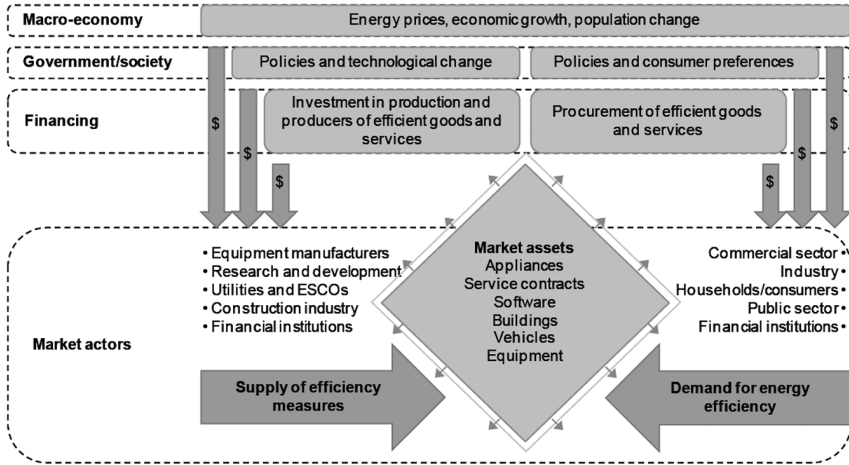 Macro-economy
Energy prices, economic growth, population change
Government/society
Policies and technological change
Policies and consumer preferences
Financing
Investment in production and
producers of efficient goods and
services
Procurement of efficient goods
and services
$
$
$
$
$
$
Market actors
• Equipment manufacturers
• Research and development
• Utilities and ESCOs
• Construction industry
• Financial institutions
Market assets
Appliances
Service contracts
Software
Buildings
Vehicles
Equipment
Commercial sector •
Industry •
Households/consumers •
Public sector •
Financial institutions •
Supply of efficiency
measures
Demand for energy
efficiency